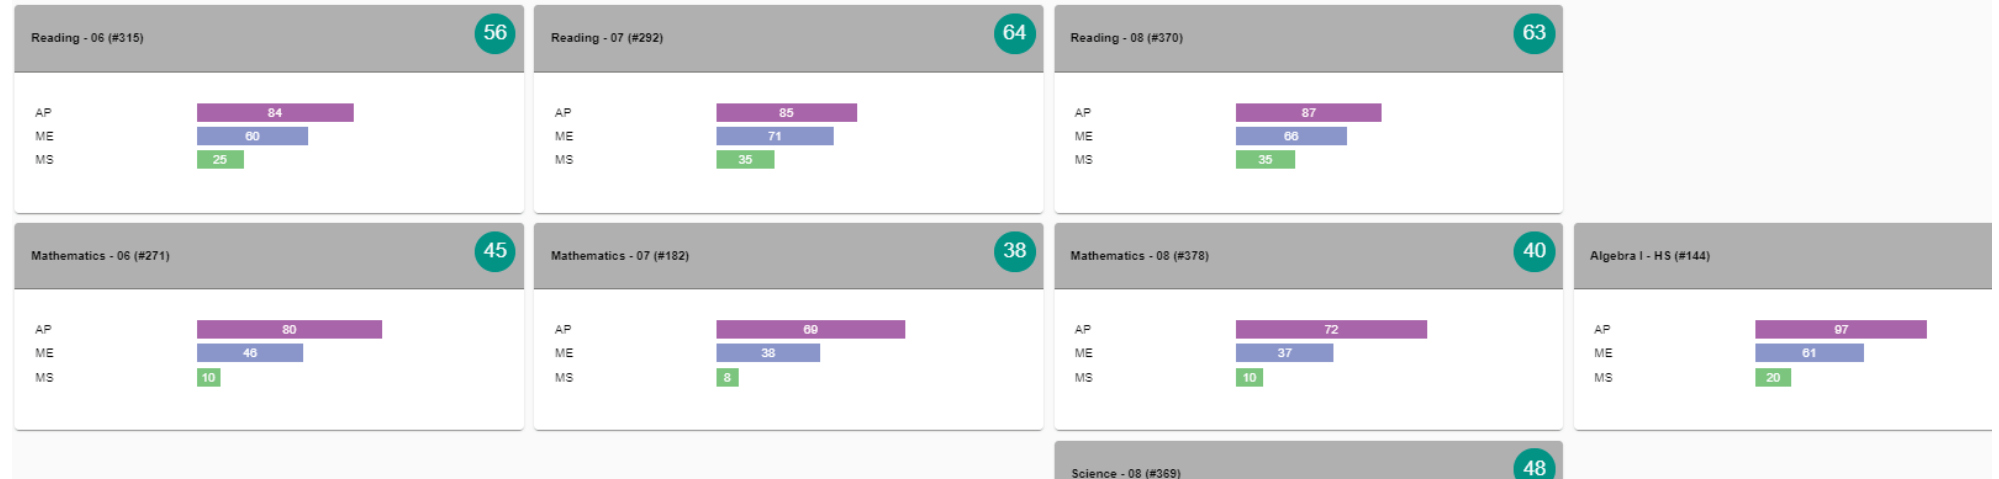 Reading - 06 (#315) 56
AP 84
ME 60
MS 25
Reading - 07 (#292) 64
AP 85
ME 71
MS 35
Reading - 08 (#370) 63
AP 87
ME 66
MS 35
Mathematics - 06 (#271) 45
AP 80
ME 46
MS 10
Mathematics - 07 (#182) 38
AP 69
ME 38
MS 8
Mathematics - 08 (#378) 40
AP 72
ME 37
MS 10
Algebra I - HS (#144)
AP 97
ME 61
MS 20
Science - 08 (#369) 48